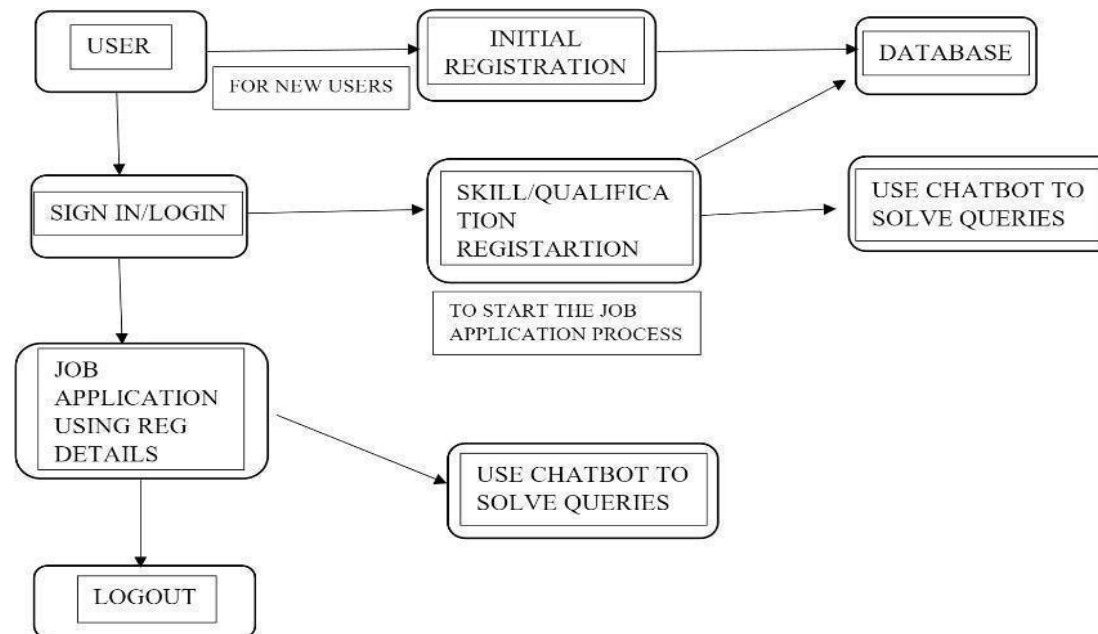 USER
INITIAL
REGISTRATION
DATABASE
FOR NEW USERS
SIGN IN/LOGIN
SKILL/QUALIFICA
TION
REGISTARTION
USE CHATBOT TO
SOLVE QUERIES
TO START THE JOB
APPLICATION PROCESS
JOB
APPLICATION
USING REG
DETAILS
USE CHATBOT TO
SOLVE QUERIES
LOGOUT